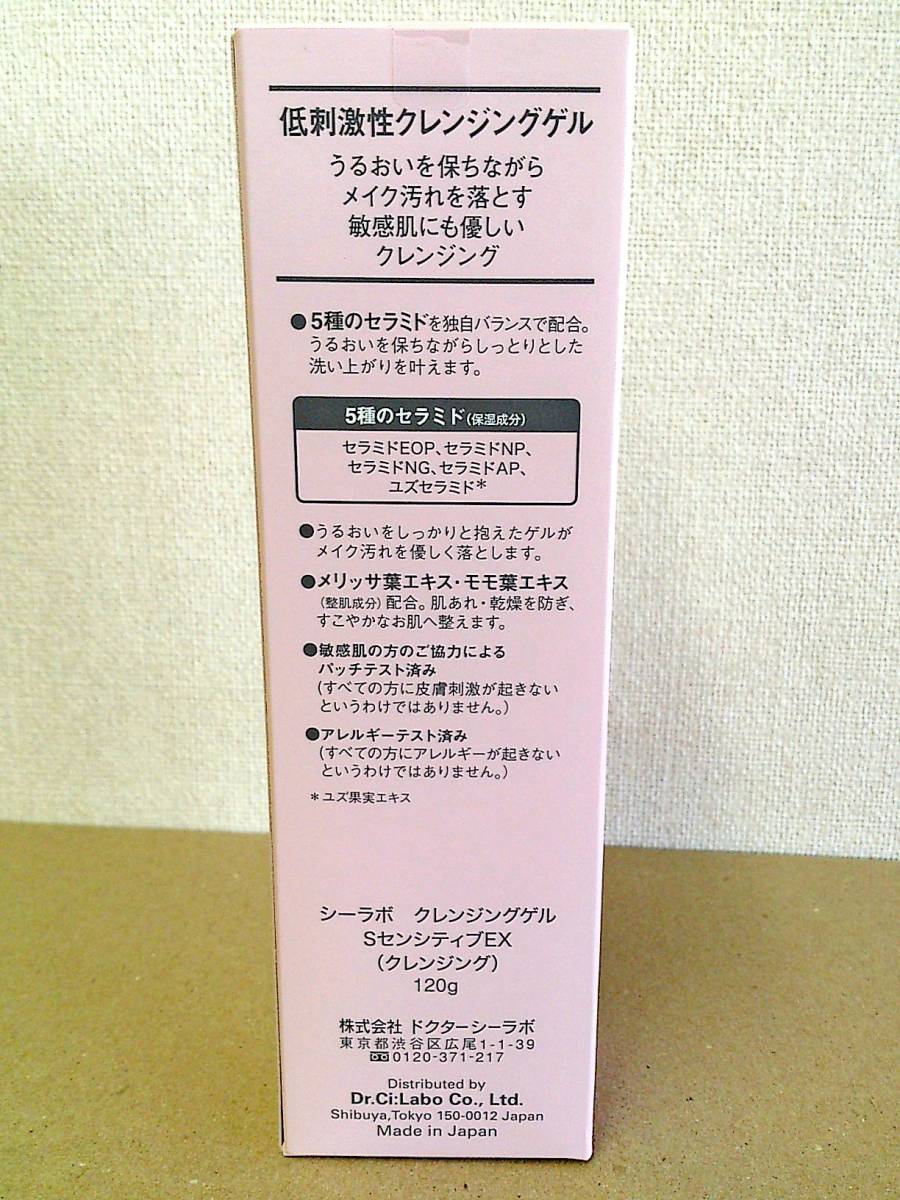 低刺激性クレンジングゲル
うるおいを保ちながら
メイク汚れを落とす
敏感肌にも優しい
クレンジング
●5種のセラミドを独自バランスで配合。
うるおいを保ちながらしっとりとした
洗い上がりを叶えます。
5種のセラミド(保湿成分)
セラミドEOP、セラミドNP、
セラミドNG、セラミドAP、
ユズセラミド*
●うるおいをしっかりと抱えたゲルが
メイク汚れを優しく落とします。
●メリッサ葉エキス・モモ葉エキス
(整肌成分)配合。肌あれ・乾燥を防ぎ、
すこやかなお肌へ整えます。
●敏感肌の方のご協力による
パッチテスト済み
(すべての方に皮膚刺激が起きない
というわけではありません。)
●アレルギーテスト済み
(すべての方にアレルギーが起きない
というわけではありません。)
*ユズ果実エキス
シーラボ クレンジングゲル
SセンシティブEX
(クレンジング)
120g
株式会社 ドクターシーラボ
東京都渋谷区広尾1-1-39
0120-371-217
Distributed by
Dr.Ci:Labo Co., Ltd.
Shibuya,Tokyo 150-0012 Japan
Made in Japan